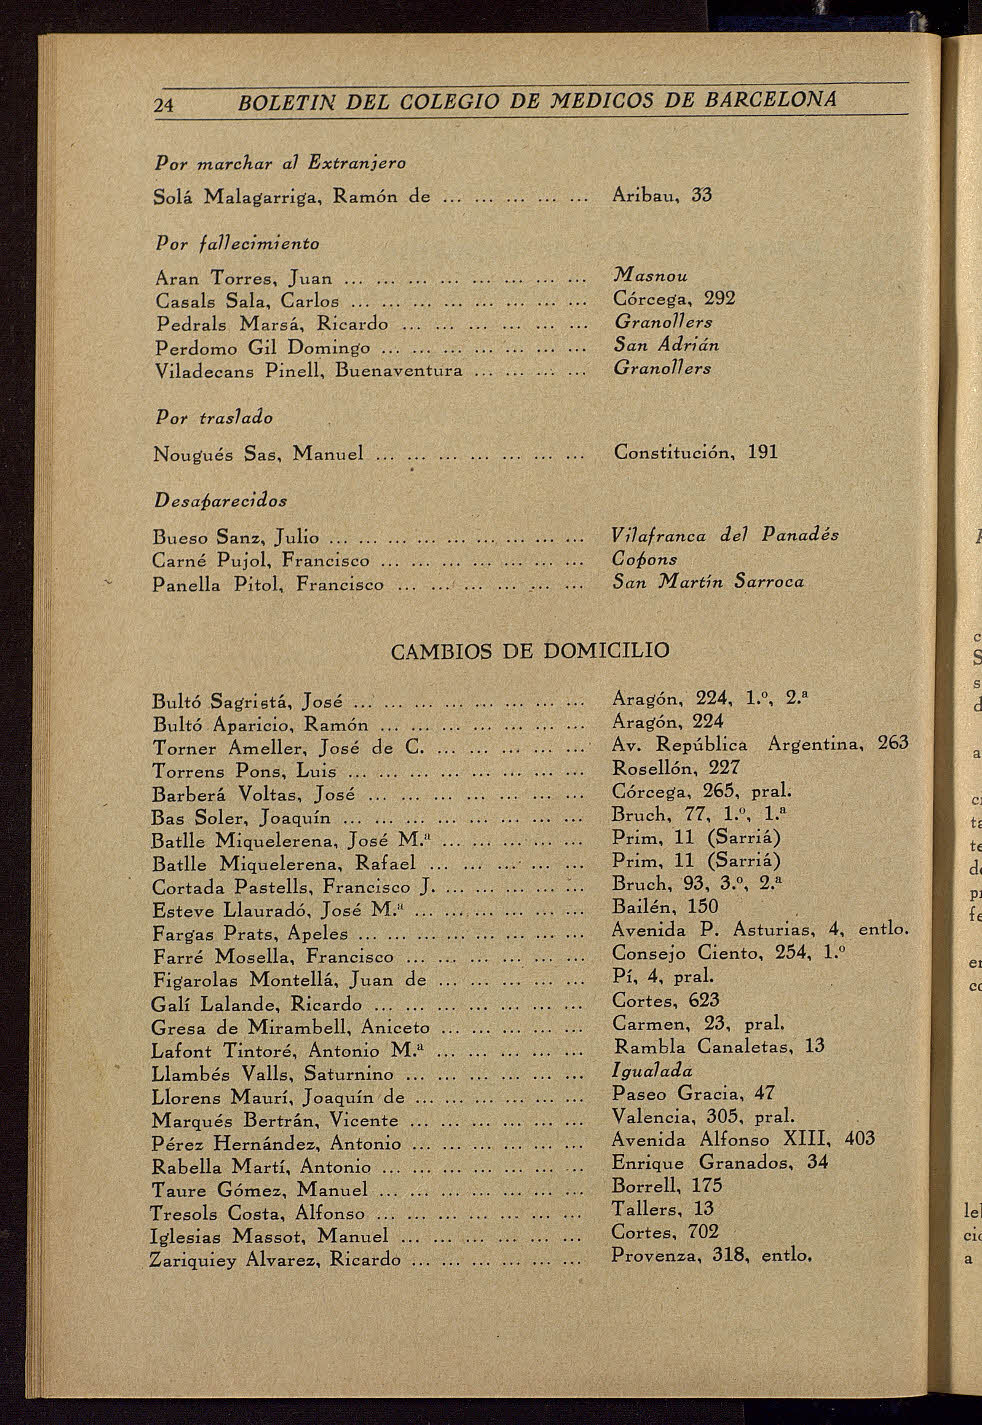 24 BOLETIN DEL COLEGIO DE MEDICOS DE BARCELONA
Por marchar al Extranjero
Solá Malagarriga, Ramón de ... ... ... ... ... Aribau, 33
Por fallecimiento
Aran Torres, Juan ... ... ... ... ... ... ... ... Masnou
Casals Sala, Carlos ... ... ... ... ... ... ... ... Córcega, 292
Pedrals Marsá, Ricardo ... ... ... ... ... ... Granollers
Perdomo Gil Domingo ... ... ... ... ... ... ... San Adrián
Viladecans Pinell, Buenaventura ... ... ... ... Granollers
Por traslado
Nougués Sas, Manuel ... ... ... ... ... ... ... Constitución, 191
Desaparecidos
Bueso Sanz, Julio ... ... ... ... ... ... ... ... ... Vilafranca del Panadés
Carné Pujol, Francisco ... ... ... ... ... ... ... Copons
Panella Pitol, Francisco ... ... ... ... ... ... San Martín Sarroca
CAMBIOS DE DOMICILIO
Bultó Sagristá, José ... ... ... ... ... ... ... ... Aragón, 224, 1.º, 2.ª
Bultó Aparicio, Ramón ... ... ... ... ... ... ... Aragón, 224
Torner Ameller, José de C. ... ... ... ... ... Av. República Argentina, 263
Torrens Pons, Luis ... ... ... ... ... ... ... ... Rosellón, 227
Barberá Voltas, José ... ... ... ... ... ... ... Córcega, 265, pral.
Bas Soler, Joaquín ... ... ... ... ... ... ... ... Bruch, 77, 1.º, 1.ª
Batlle Miquelerena, José M.ª ... ... ... ... ... Prim, 11 (Sarriá)
Batlle Miquelerena, Rafael ... ... ... ... ... Prim, 11 (Sarriá)
Cortada Pastells, Francisco J. ... ... ... ... ... Bruch, 93, 3.º, 2.ª
Esteve Llauradó, José M.ª ... ... ... ... ... ... Bailén, 150
Fargas Prats, Apeles ... ... ... ... ... ... ... ... Avenida P. Asturias, 4, entlo.
Farré Mosella, Francisco ... ... ... ... ... ... Consejo Ciento, 254, 1.º
Figarolas Montellá, Juan de ... ... ... ... ... Pí, 4, pral.
Galí Lalande, Ricardo ... ... ... ... ... ... ... Cortes, 623
Gresa de Mirambell, Aniceto ... ... ... ... ... Carmen, 23, pral.
Lafont Tintoré, Antonio M.ª ... ... ... ... ... Rambla Canaletas, 13
Llambés Valls, Saturnino ... ... ... ... ... ... Igualada
Llorens Maurí, Joaquín de ... ... ... ... ... ... Paseo Gracia, 47
Marqués Bertrán, Vicente ... ... ... ... ... ... Valencia, 305, pral.
Pérez Hernández, Antonio ... ... ... ... ... ... Avenida Alfonso XIII, 403
Rabella Martí, Antonio ... ... ... ... ... ... ... Enrique Granados, 34
Taure Gómez, Manuel ... ... ... ... ... ... ... Borrell, 175
Tresols Costa, Alfonso ... ... ... ... ... ... ... Tallers, 13
Iglesias Massot, Manuel ... ... ... ... ... ... Cortes, 702
Zariquiey Alvarez, Ricardo ... ... ... ... ... ... Provenza, 318, entlo.